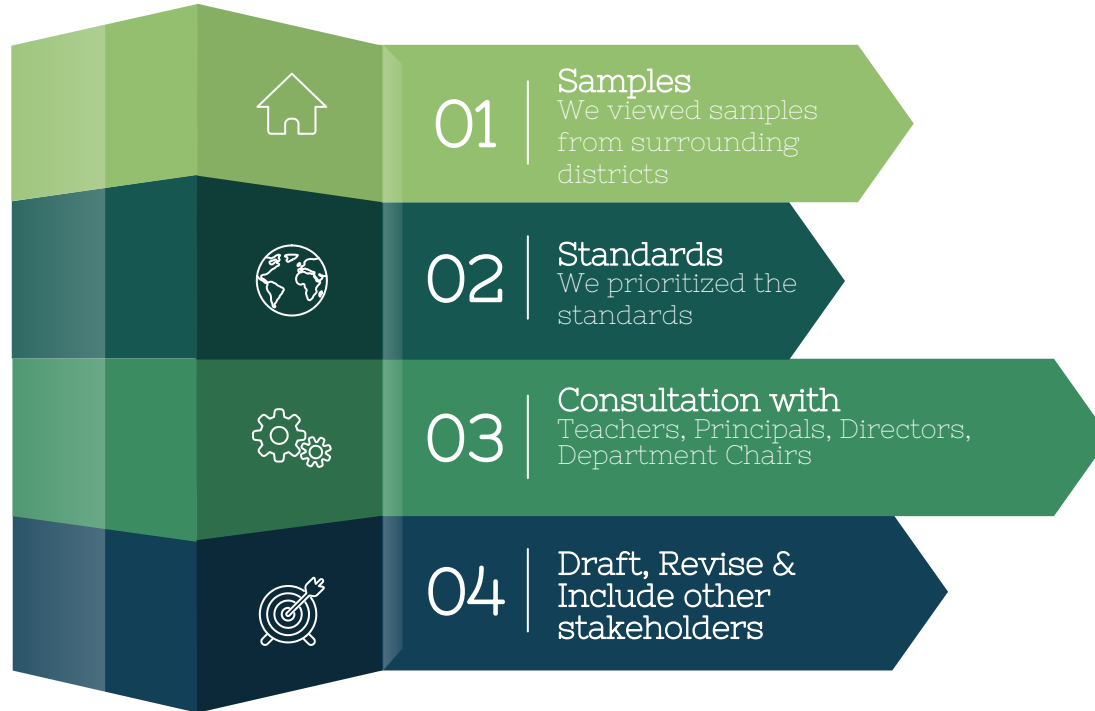 01
Samples
We viewed samples
from surrounding
districts
02
Standards
We prioritized the
standards
03
Consultation with
Teachers, Principals, Directors,
Department Chairs
04
Draft, Revise &
Include other
stakeholders